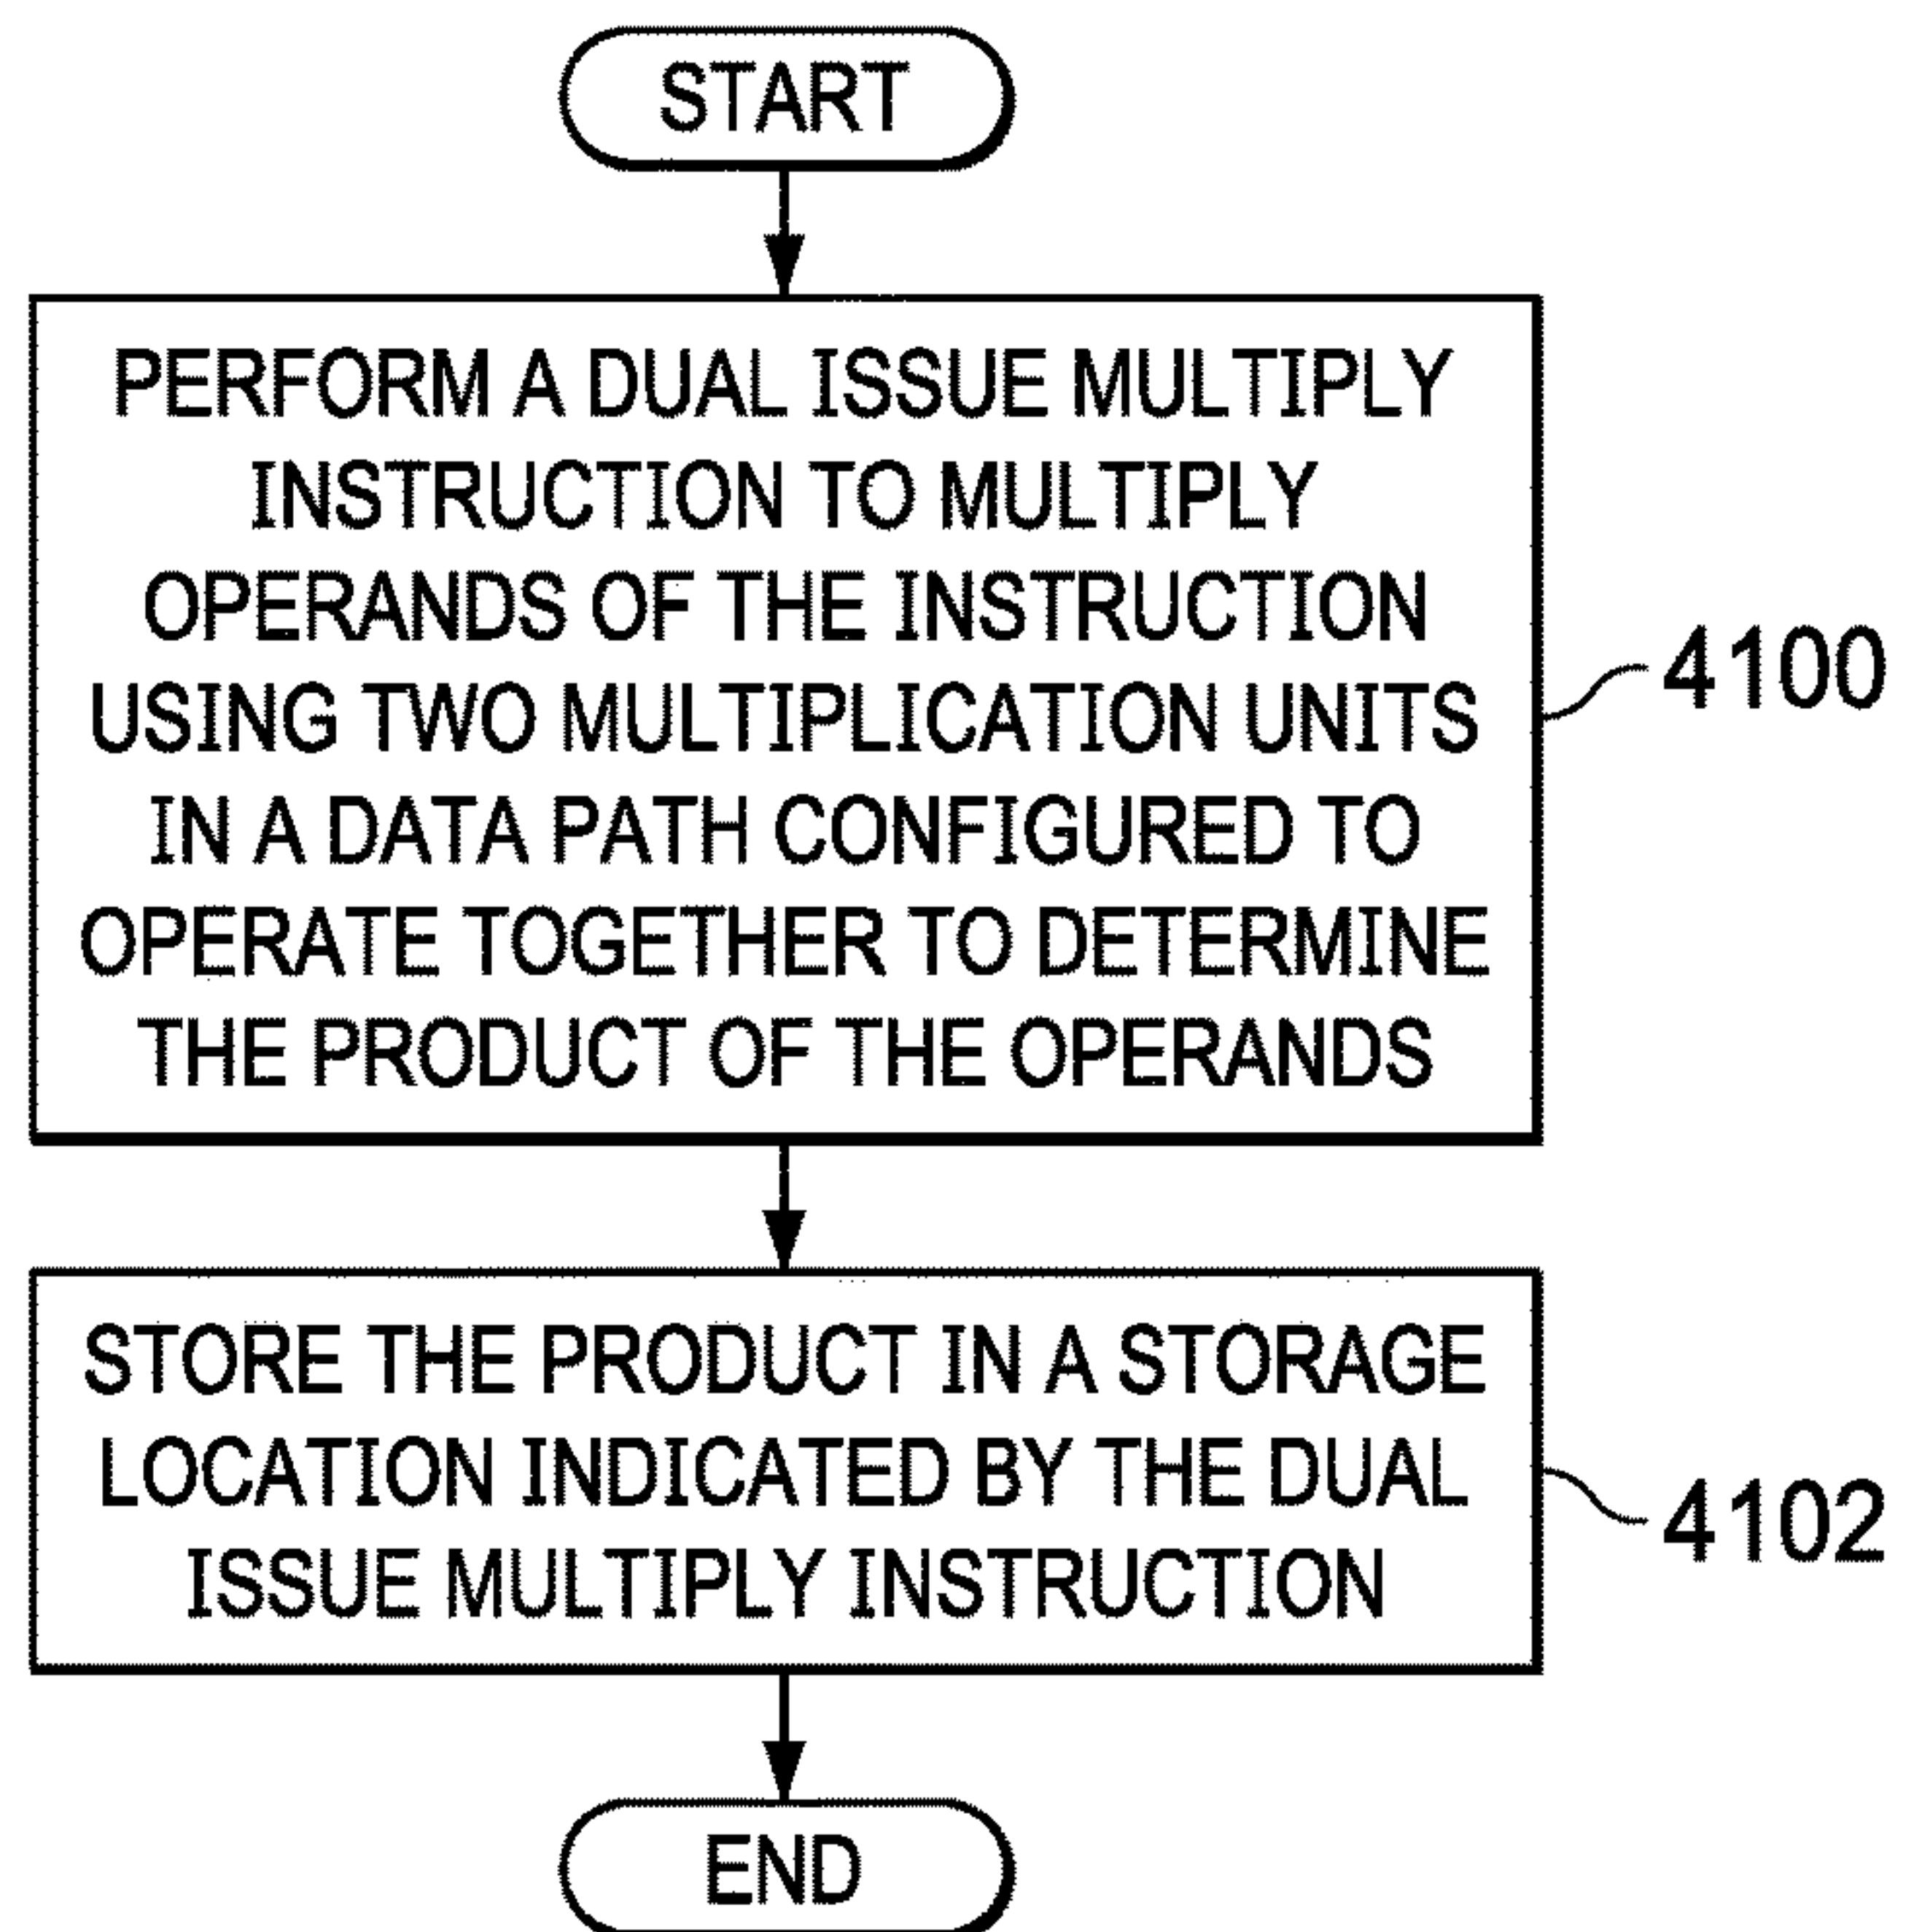 START
PERFORM A DUAL ISSUE MULTIPLY
INSTRUCTION TO MULTIPLY
OPERANDS OF THE INSTRUCTION
USING TWO MULTIPLICATION UNITS
IN A DATA PATH CONFIGURED TO
OPERATE TOGETHER TO DETERMINE
THE PRODUCT OF THE OPERANDS
4100
STORE THE PRODUCT IN A STORAGE
LOCATION INDICATED BY THE DUAL
ISSUE MULTIPLY INSTRUCTION
4102
END